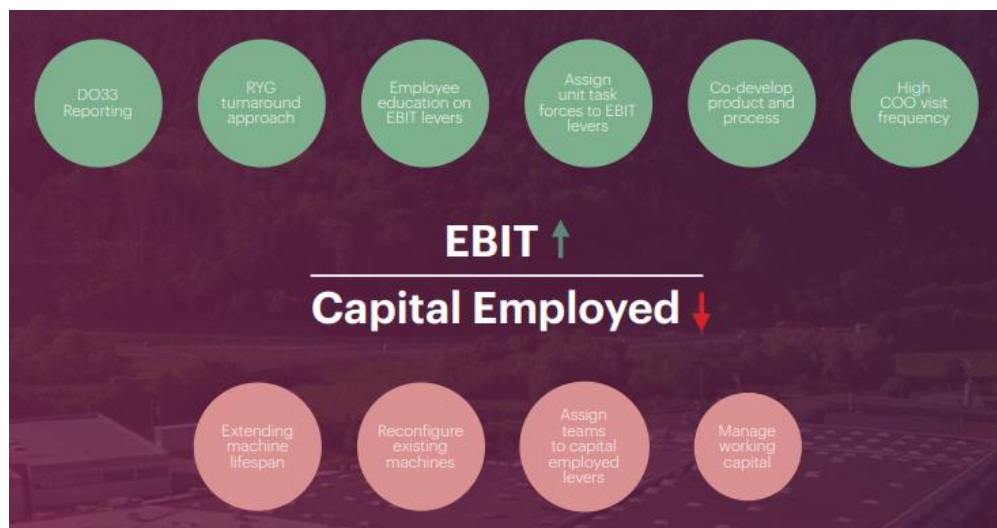 DO33
Reporting
RYG
turnaround
approach
Employee
education on
EBIT levers
Assign
unit task
forces to EBIT
levers
Co-develop
product and
process
High
COO visit
frequency
EBIT
Capital Employed
Extending
machine
lifespan
Reconfigure
existing
machines
Assign
teams
to capital
employed
levers
Manage
working
capital